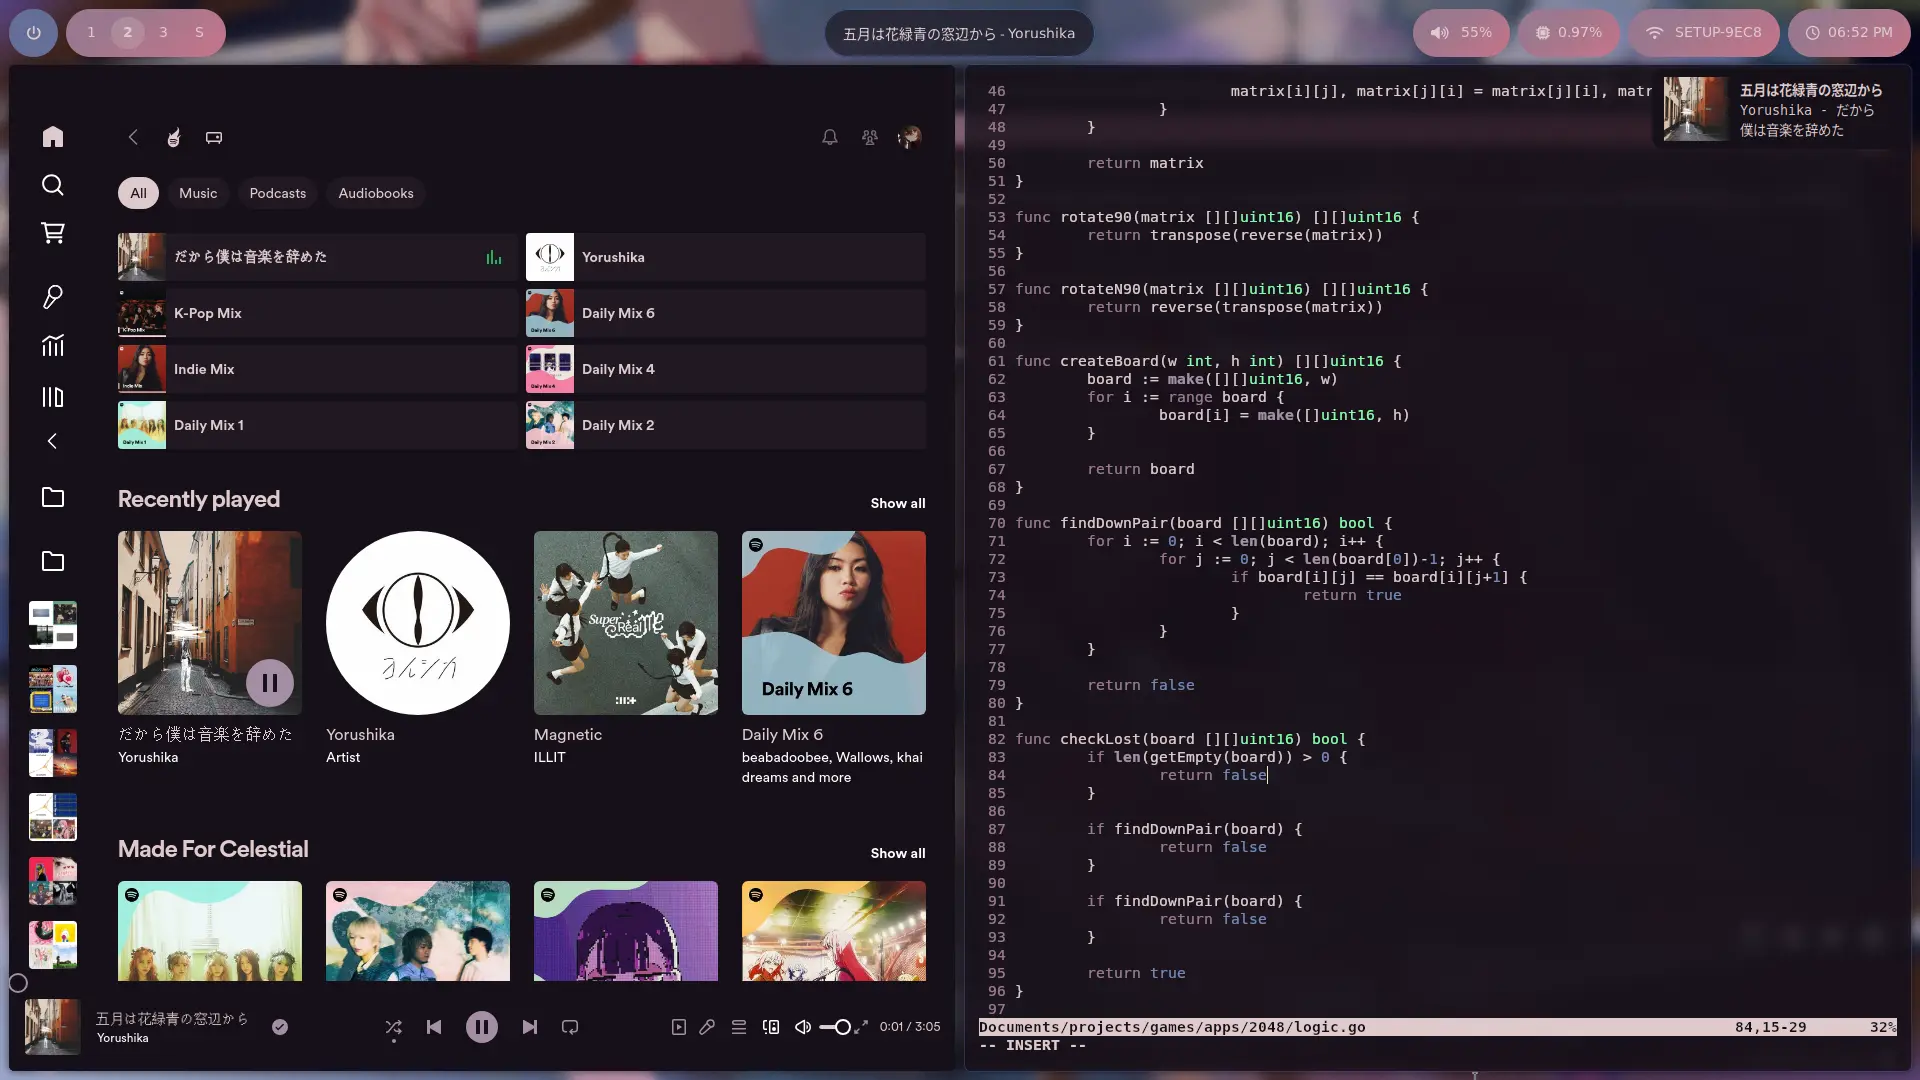 1 2 3 S
五月は花緑青の窓辺から - Yorushika
55%
0.97%
SETUP-9EC8
06:52 PM
All
Music
Podcasts
Audiobooks
だから僕は音楽を辞めた
Yorushika
K-Pop Mix
Daily Mix 6
Indie Mix
Daily Mix 4
Daily Mix 1
Daily Mix 2
Recently played
Show all
Super Real me
Daily Mix 6
だから僕は音楽を辞めた
Yorushika
Yorushika
Artist
Magnetic
ILLIT
Daily Mix 6
beabadoobee, Wallows, khai
dreams and more
Made For Celestial
Show all
五月は花緑青の窓辺から
Yorushika
0:01 / 3:05
46 matrix[i][j], matrix[j][i] = matrix[j][i], matr
47 }
48 }
49
50 return matrix
51 }
52
53 func rotate90(matrix [][]uint16) [][]uint16 {
54 return transpose(reverse(matrix))
55 }
56
57 func rotateN90(matrix [][]uint16) [][]uint16 {
58 return reverse(transpose(matrix))
59 }
60
61 func createBoard(w int, h int) [][]uint16 {
62 board := make([][]uint16, w)
63 for i := range board {
64 board[i] = make([]uint16, h)
65 }
66
67 return board
68 }
69
70 func findDownPair(board [][]uint16) bool {
71 for i := 0; i < len(board); i++ {
72 for j := 0; j < len(board[0])-1; j++ {
73 if board[i][j] == board[i][j+1] {
74 return true
75 }
76 }
77 }
78
79 return false
80 }
81
82 func checkLost(board [][]uint16) bool {
83 if len(getEmpty(board)) > 0 {
84 return false
85 }
86
87 if findDownPair(board) {
88 return false
89 }
90
91 if findDownPair(board) {
92 return false
93 }
94
95 return true
96 }
97
Documents/projects/games/apps/2048/logic.go 84,15-29 32%
-- INSERT --
五月は花緑青の窓辺から
Yorushika - だから
僕は音楽を辞めた